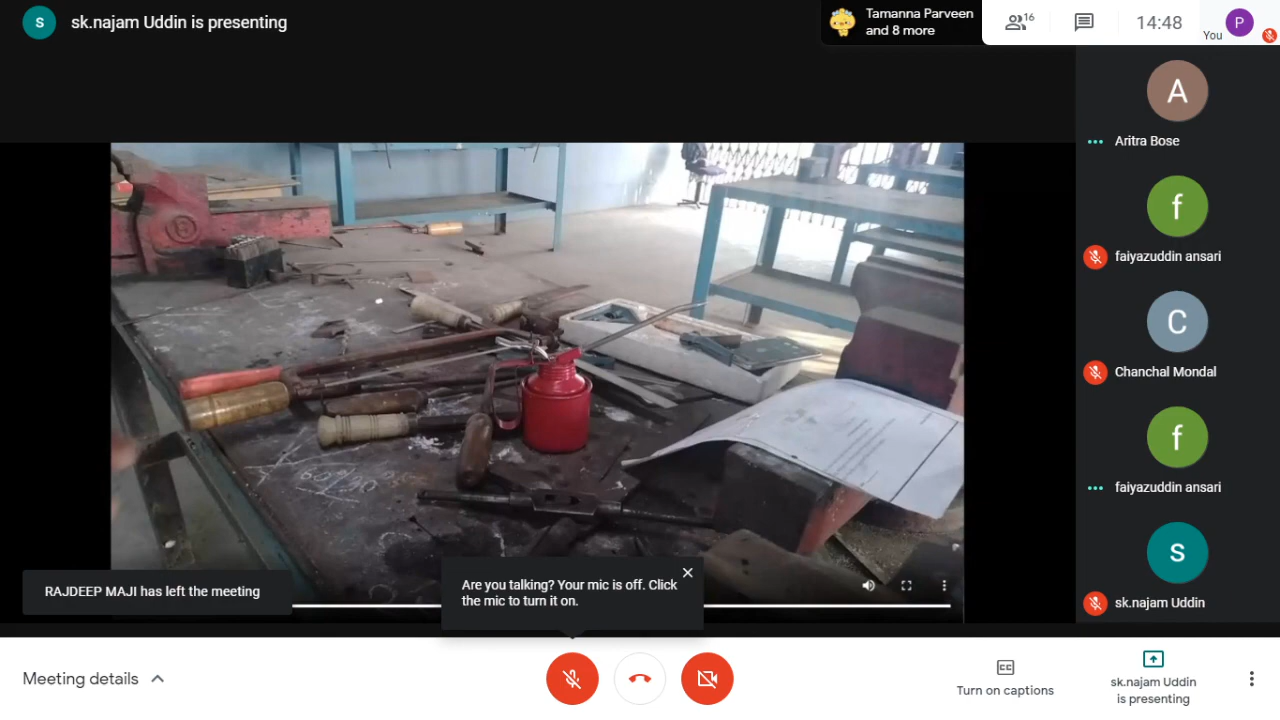 S
sk.najam Uddin is presenting
Tamanna Parveen
and 8 more
16
14:48
You
P
A
Aritra Bose
f
faiyazuddin ansari
C
Chanchal Mondal
f
faiyazuddin ansari
s
sk.najam Uddin
RAJDEEP MAJI has left the meeting
Are you talking? Your mic is off. Click
the mic to turn it on.
Meeting details
CC
Turn on captions
sk.najam Uddin
is presenting